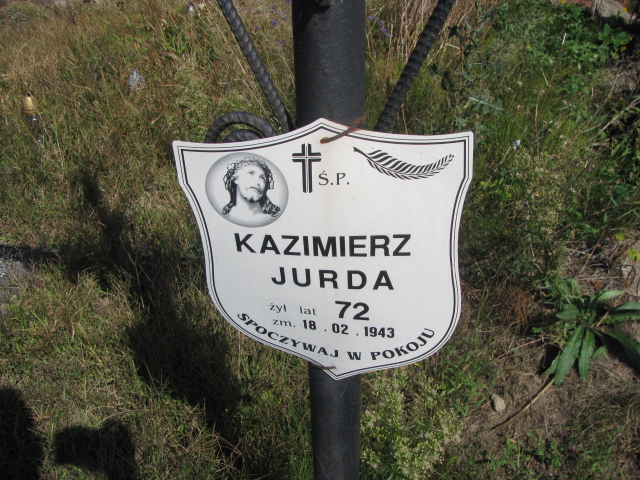 Ś.P.
KAZIMIERZ
JURDA
żył lat 72
zm. 18.02.1943
SPOCZYWAJ W POKOJU